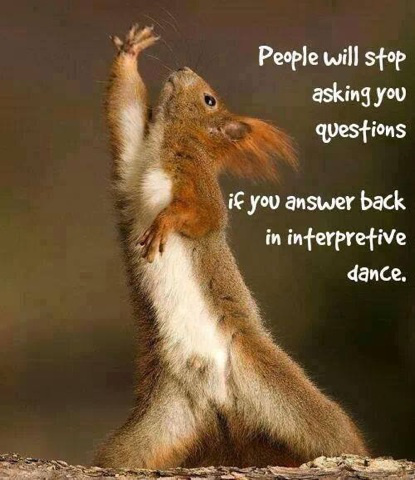 People will stop
asking you
questions
if you answer back
in interpretive
dance.